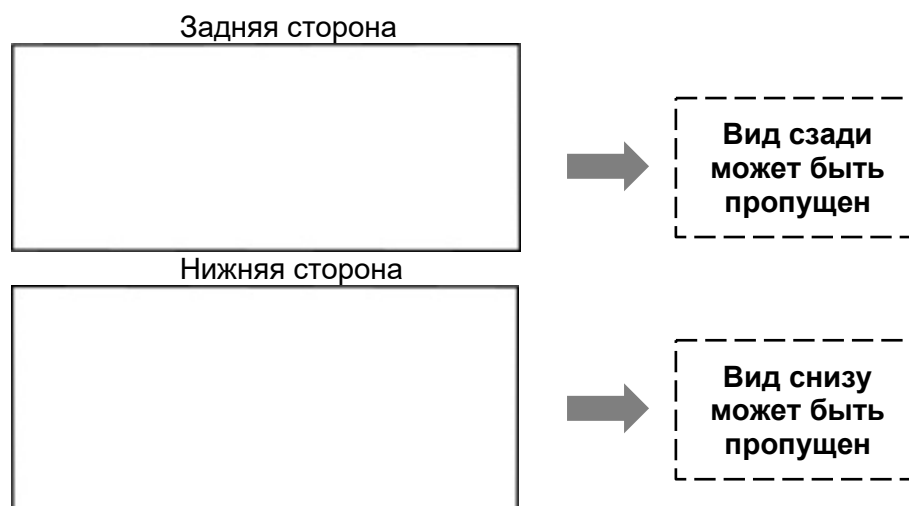 Задняя сторона
Вид сзади
может быть
пропущен
Нижняя сторона
Вид снизу
может быть
пропущен